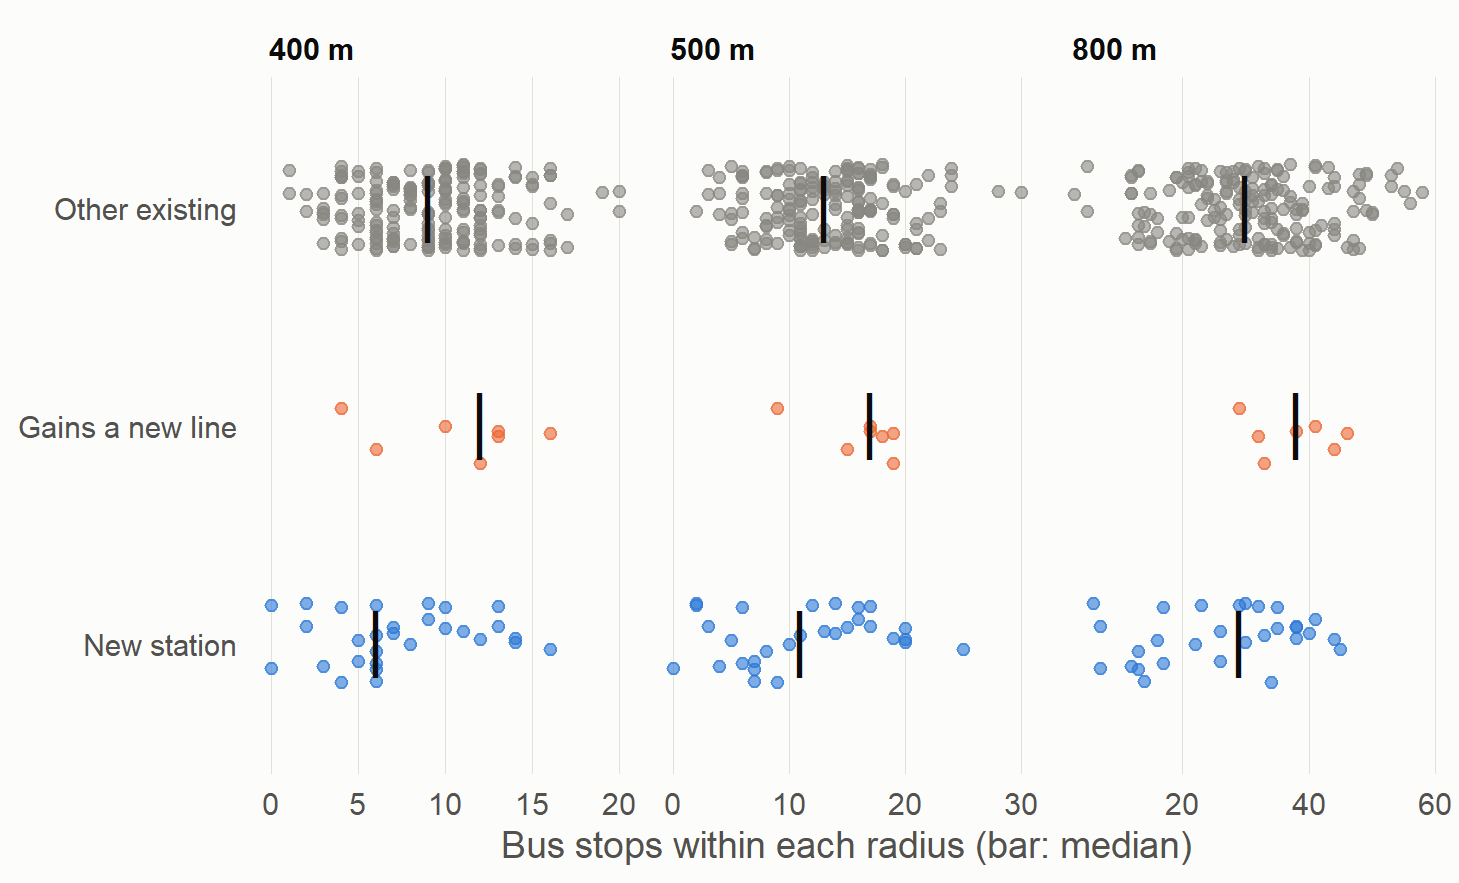 400 m 500 m 800 m
Other existing
Gains a new line
New station
0 5 10 15 20 0 10 20 30 20 40 60
Bus stops within each radius (bar: median)